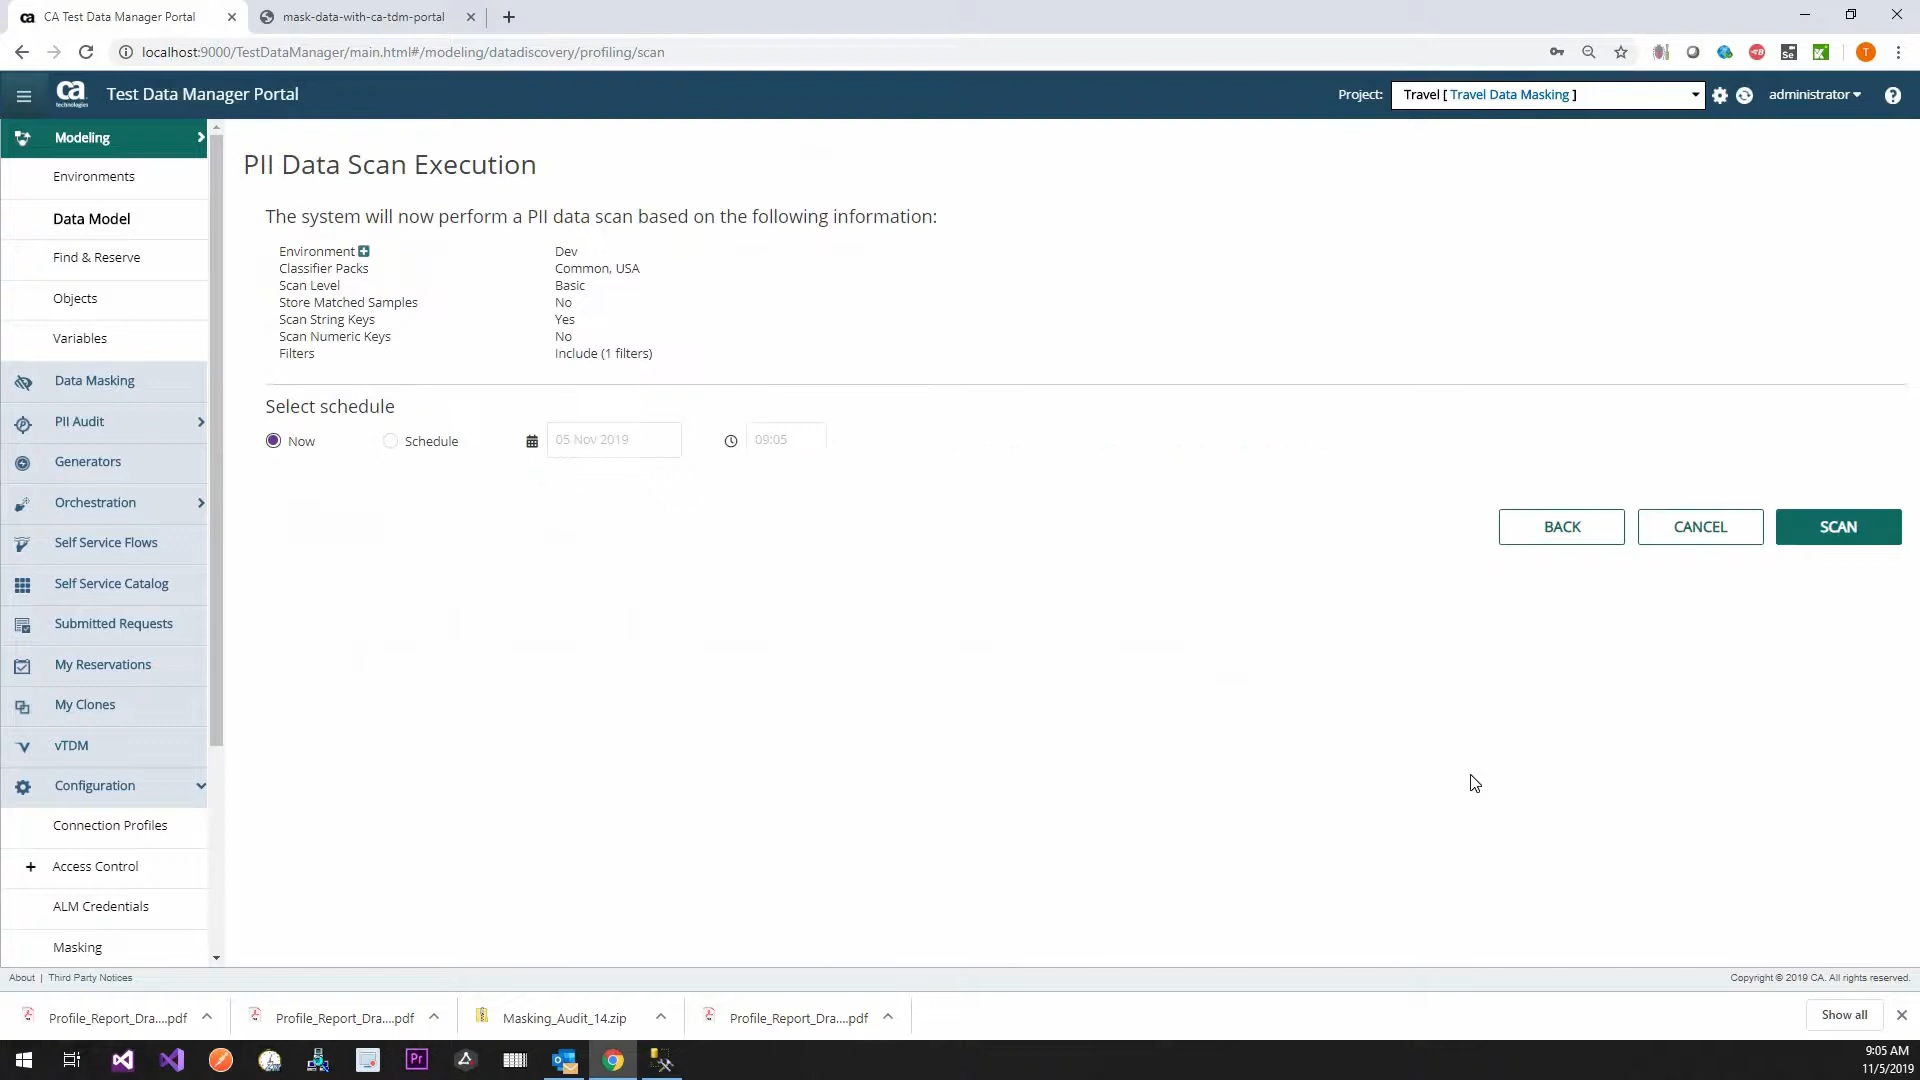 CA Test Data Manager Portal
mask-data-with-ca-tdm-portal
localhost:9000/TestDataManager/main.html#/modeling/datadiscovery/profiling/scan
T
ca technologies
Test Data Manager Portal
Project:
Travel [ Travel Data Masking ]
administrator
Modeling
Environments
Data Model
Find & Reserve
Objects
Variables
Data Masking
PII Audit
Generators
Orchestration
Self Service Flows
Self Service Catalog
Submitted Requests
My Reservations
My Clones
vTDM
Configuration
Connection Profiles
+ Access Control
ALM Credentials
Masking
PII Data Scan Execution
The system will now perform a PII data scan based on the following information:
Environment Dev
Classifier Packs Common, USA
Scan Level Basic
Store Matched Samples No
Scan String Keys Yes
Scan Numeric Keys No
Filters Include (1 filters)
Select schedule
Now Schedule 05 Nov 2019 09:05
BACK CANCEL SCAN
About | Third Party Notices
Copyright © 2019 CA. All rights reserved.
Profile_Report_Dra....pdf
Profile_Report_Dra....pdf
Masking_Audit_14.zip
Profile_Report_Dra....pdf
Show all
Pr
9:05 AM
11/5/2019